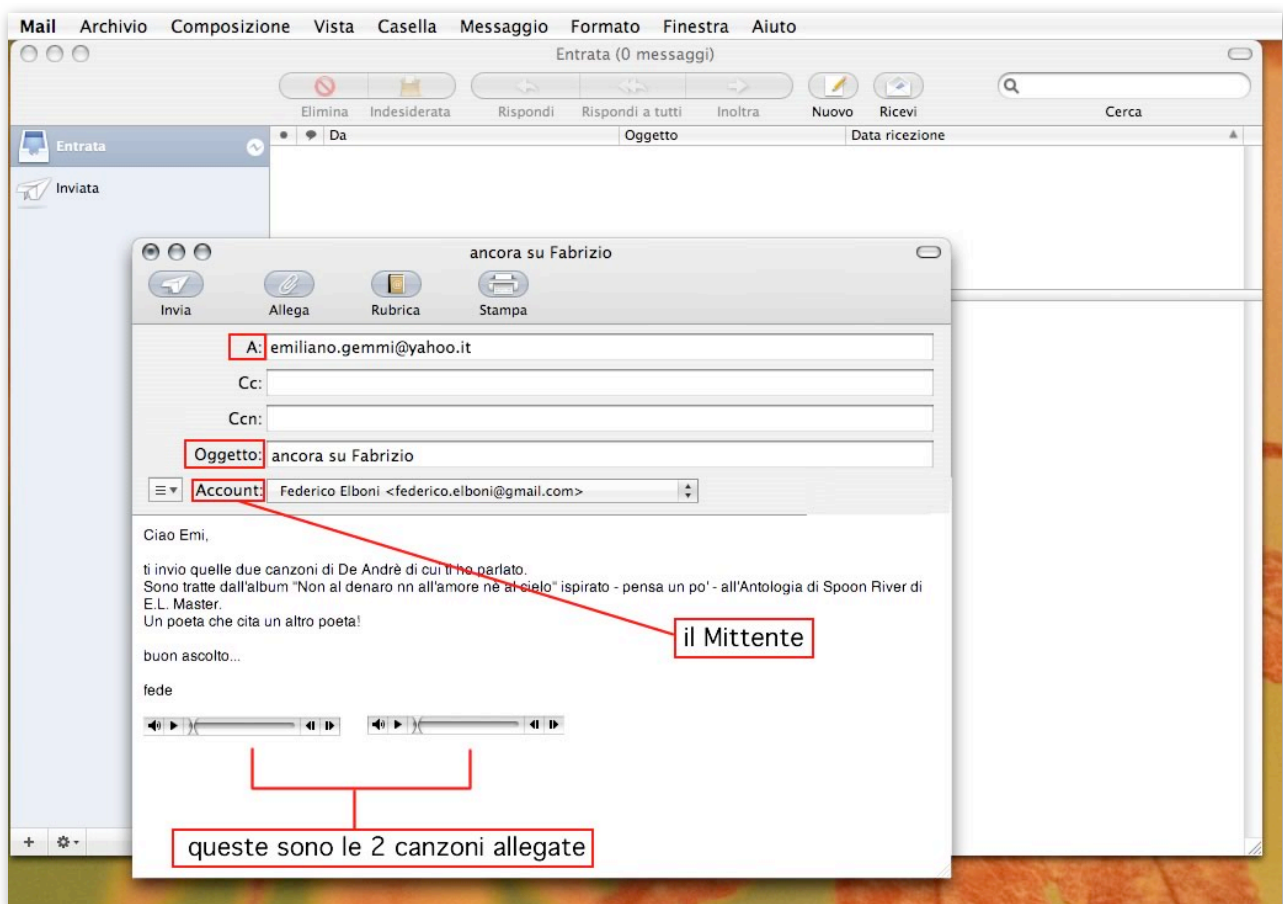 Mail Archivio Composizione Vista Casella Messaggio Formato Finestra Aiuto
Entrata (0 messaggi)
Elimina Indesiderata Rispondi Rispondi a tutti Inoltra Nuovo Ricevi Cerca
Da Oggetto Data ricezione
Entrata
Inviata
ancora su Fabrizio
Invia Allega Rubrica Stampa
A: emiliano.gemmi@yahoo.it
Cc:
Ccn:
Oggetto: ancora su Fabrizio
Account: Federico Elboni <federico.elboni@gmail.com>
Ciao Emi,
ti invio quelle due canzoni di De Andrè di cui ti ho parlato.
Sono tratte dall'album "Non al denaro nn all'amore nè al cielo" ispirato - pensa un po' - all'Antologia di Spoon River di
E.L. Master.
Un poeta che cita un altro poeta!
il Mittente
buon ascolto...
fede
queste sono le 2 canzoni allegate